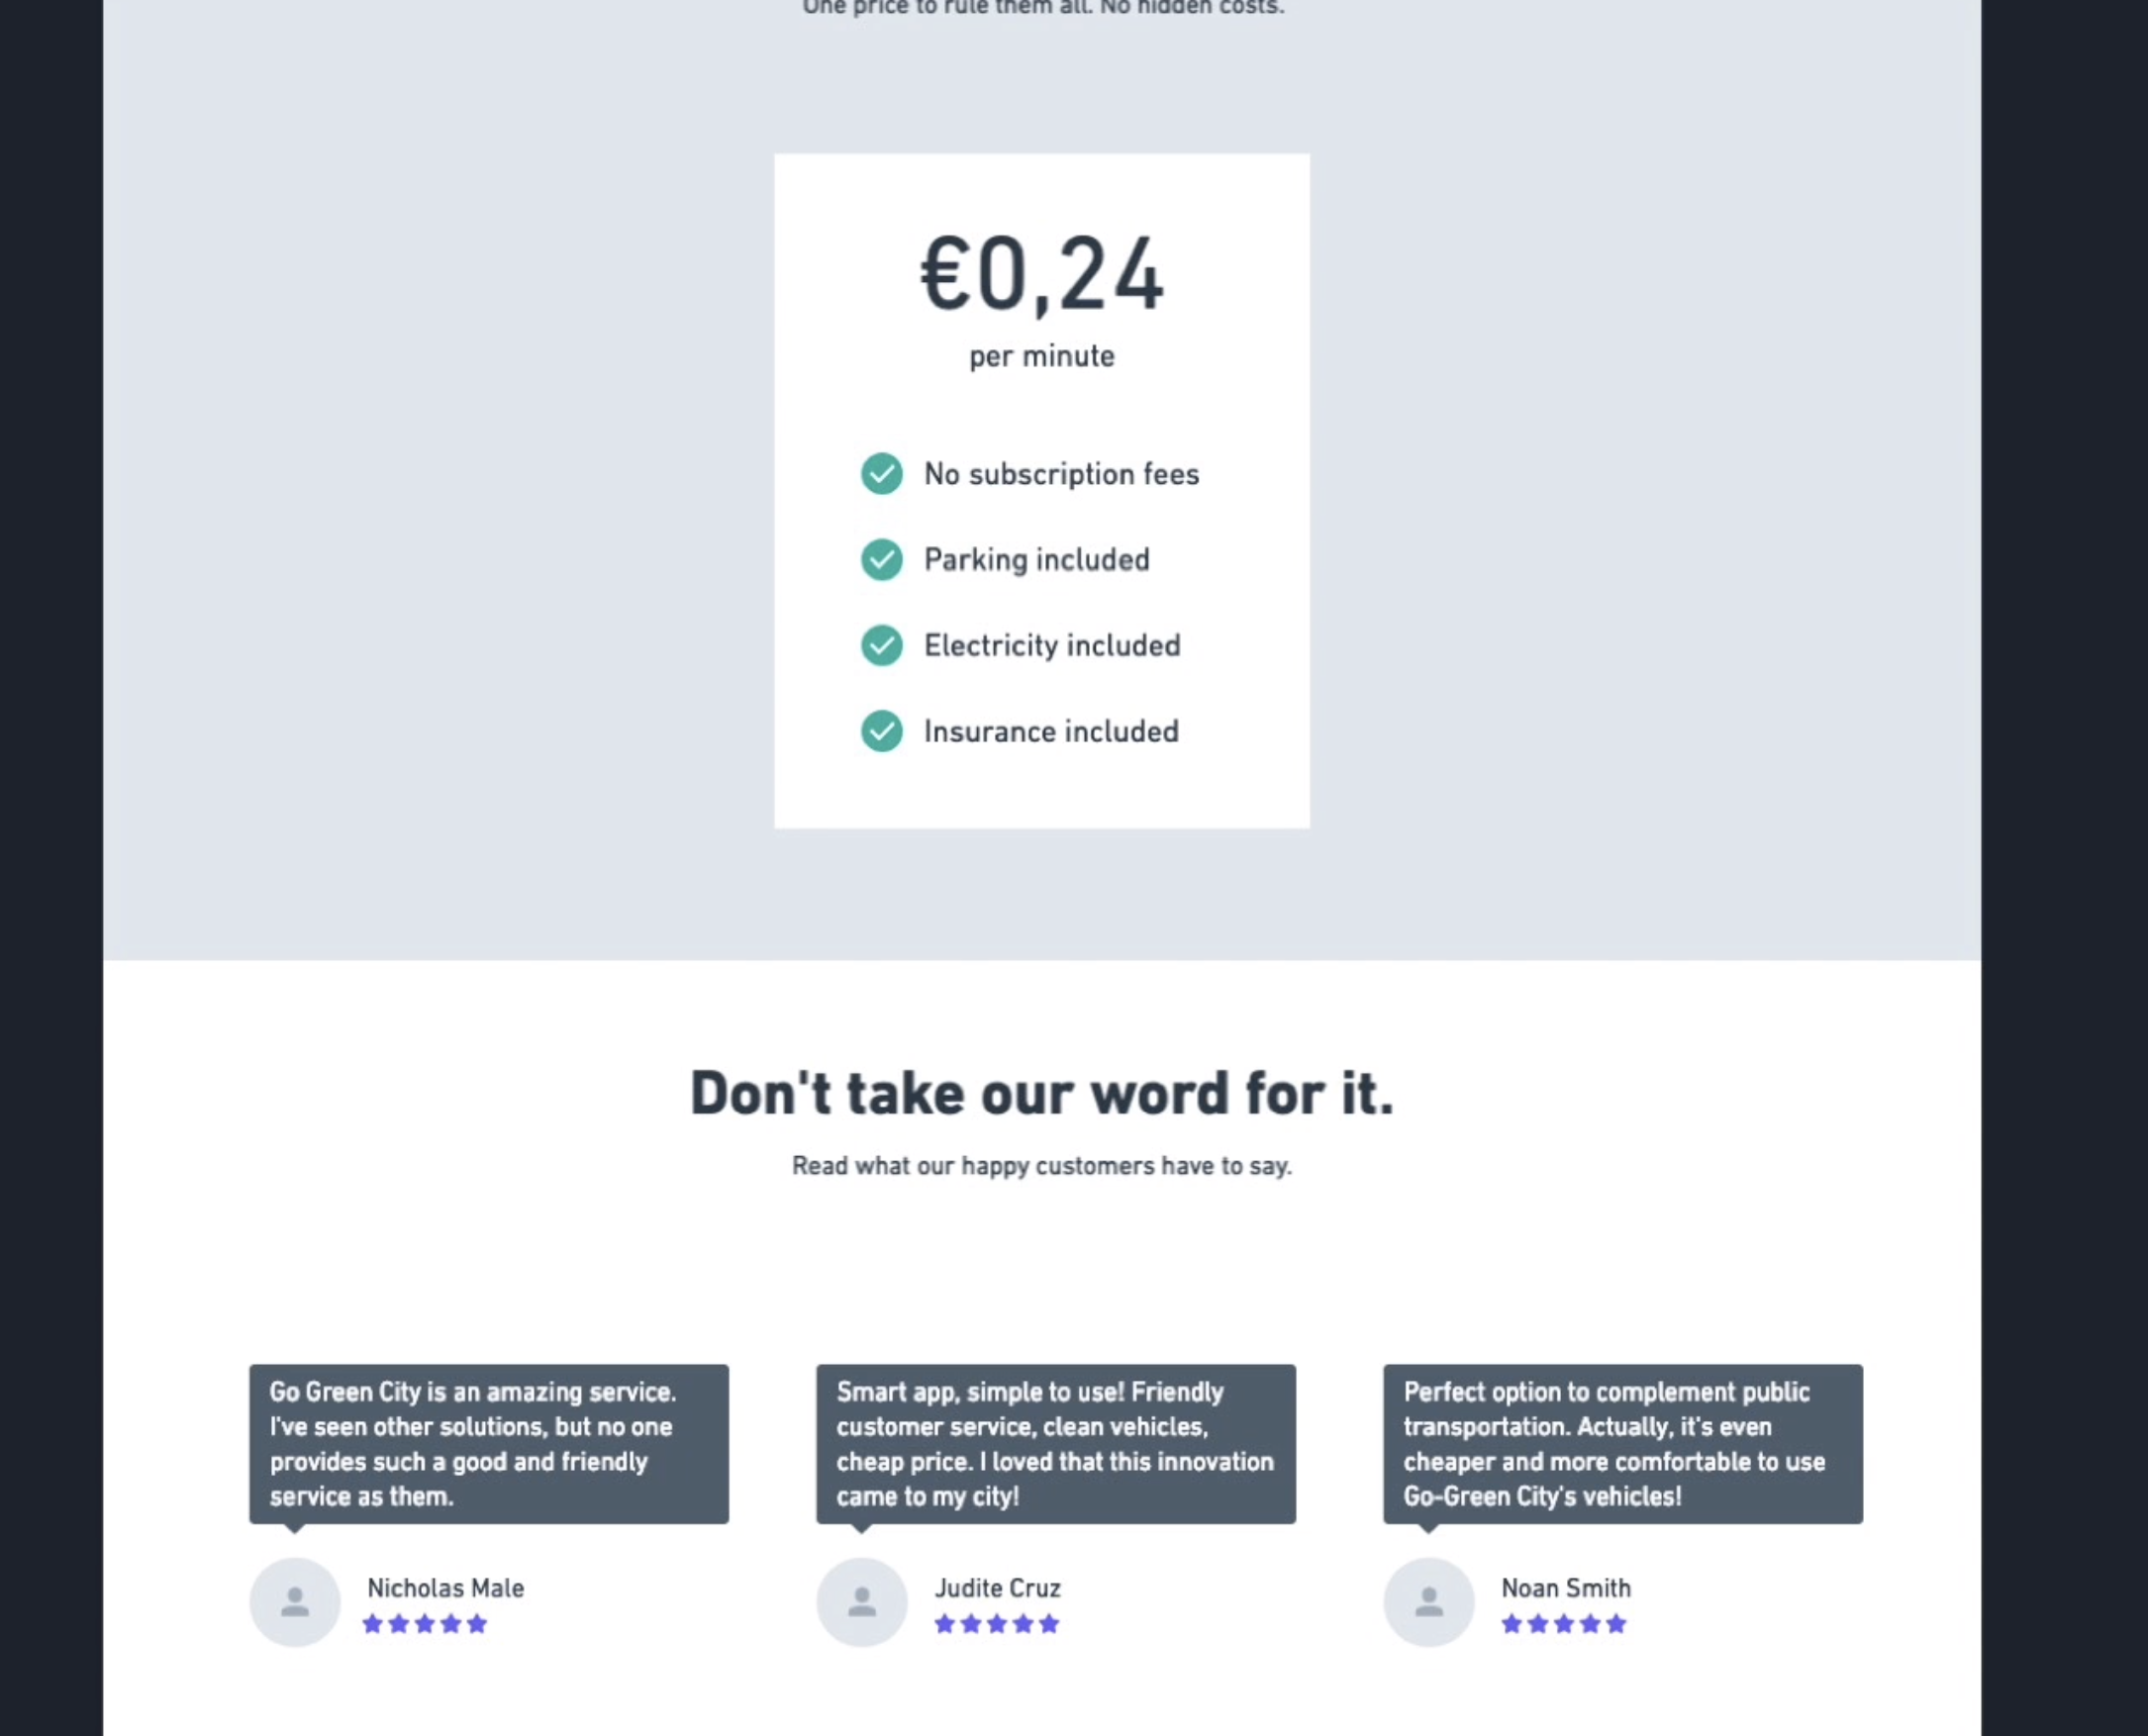 One price to rule them all. No hidden costs.
€0,24
per minute
No subscription fees
Parking included
Electricity included
Insurance included
Don't take our word for it.
Read what our happy customers have to say.
Go Green City is an amazing service.
I've seen other solutions, but no one
provides such a good and friendly
service as them.
Nicholas Male
Smart app, simple to use! Friendly
customer service, clean vehicles,
cheap price. I loved that this innovation
came to my city!
Judite Cruz
Perfect option to complement public
transportation. Actually, it's even
cheaper and more comfortable to use
Go-Green City's vehicles!
Noan Smith